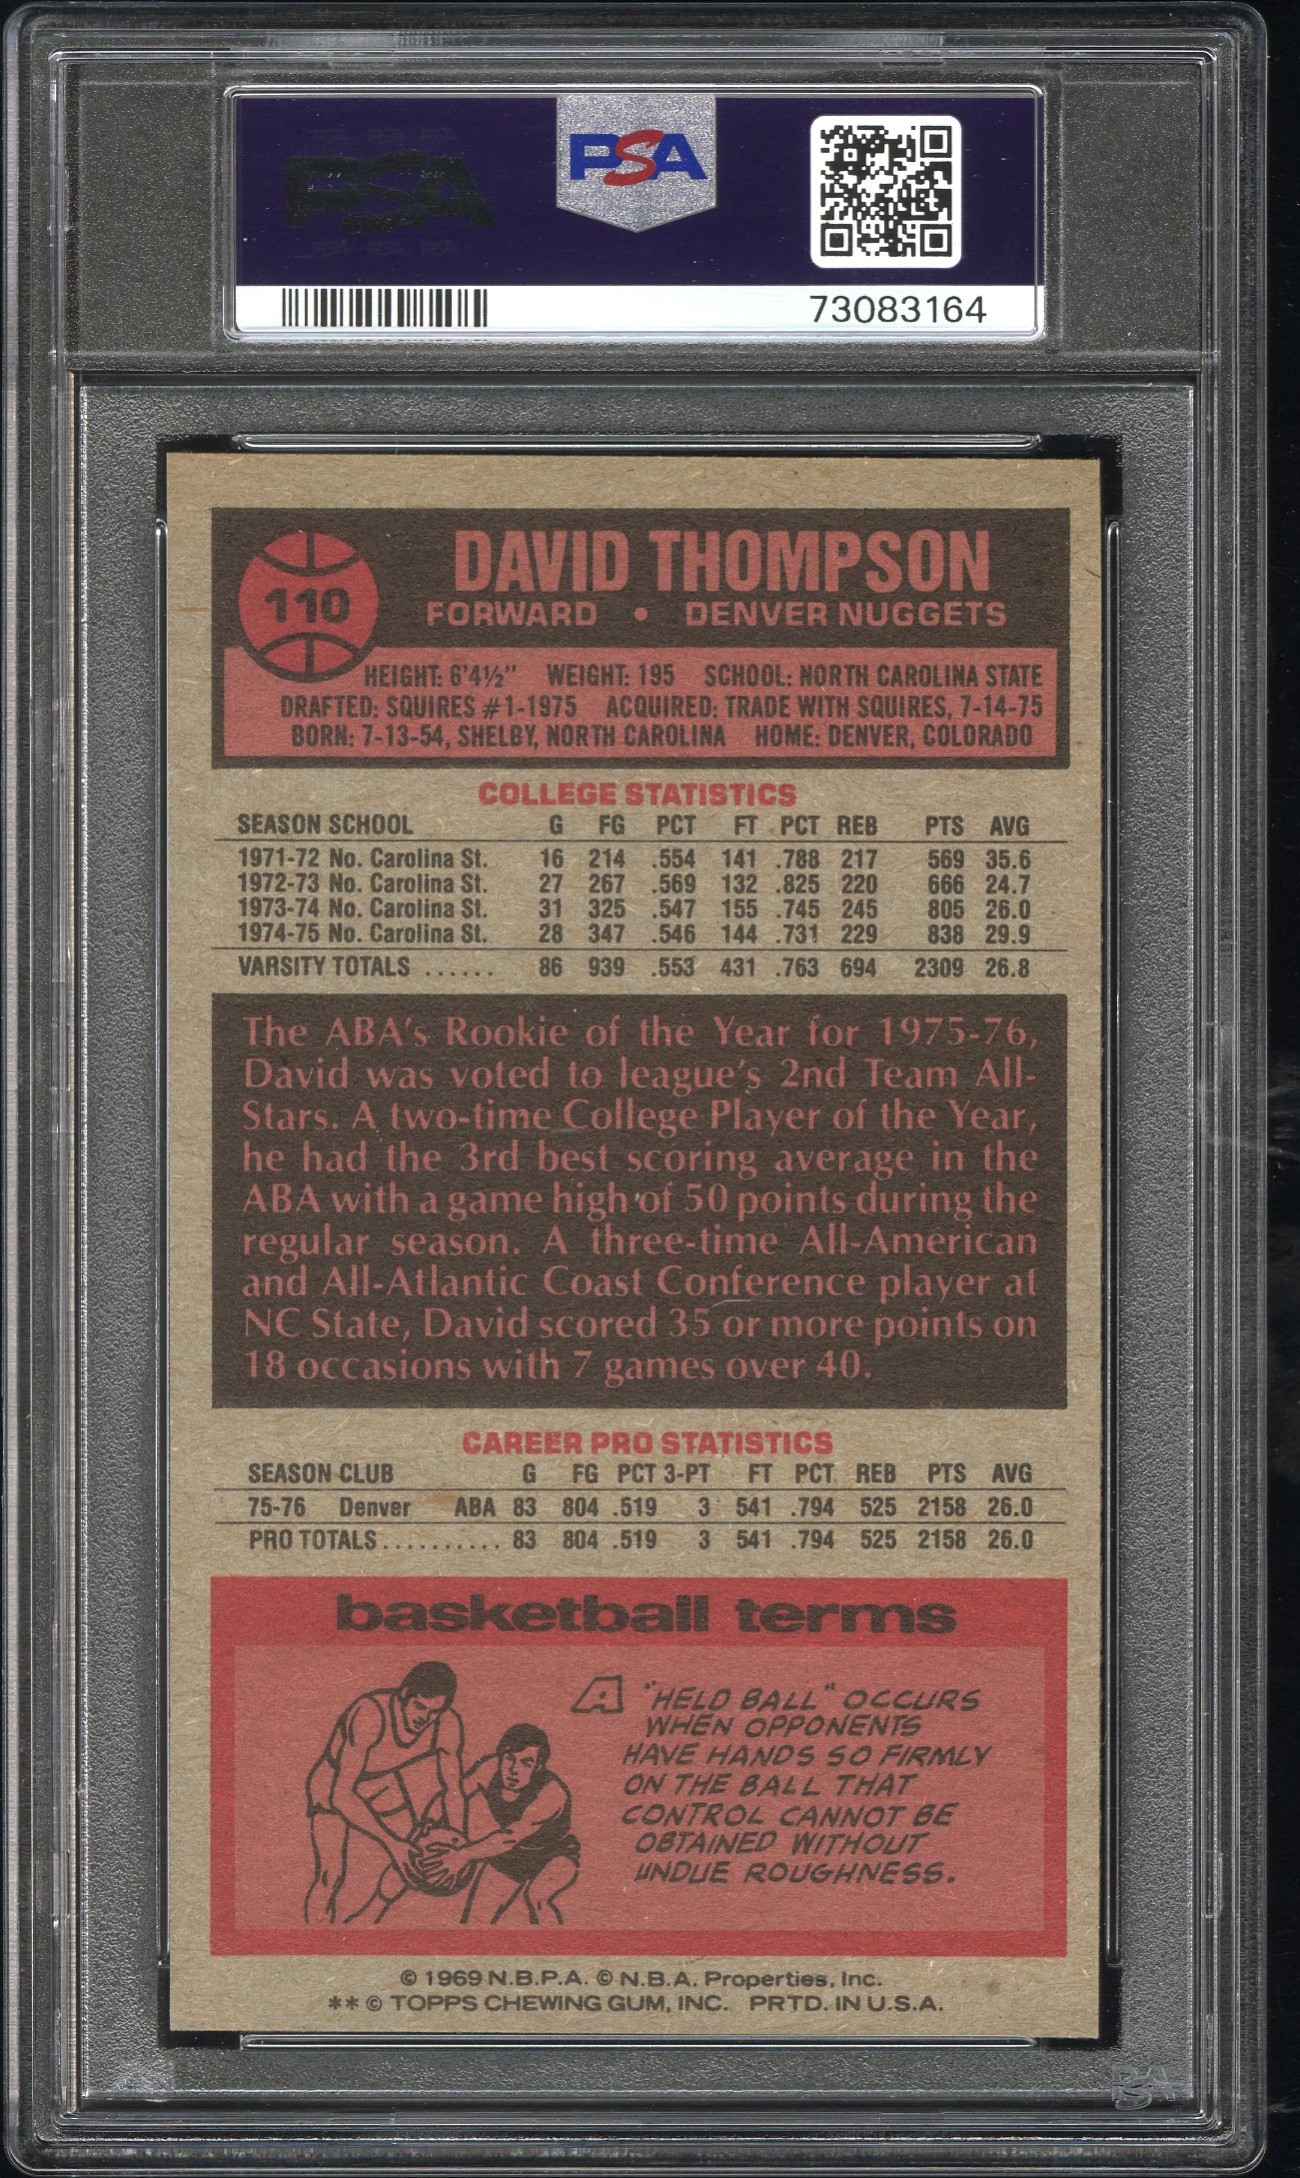 PSA
PSA
73083164
110
DAVID THOMPSON
FORWARD • DENVER NUGGETS
HEIGHT: 6'4½" WEIGHT: 195 SCHOOL: NORTH CAROLINA STATE
DRAFTED: SQUIRES #1-1975 ACQUIRED: TRADE WITH SQUIRES, 7-14-75
BORN: 7-13-54, SHELBY, NORTH CAROLINA HOME: DENVER, COLORADO
COLLEGE STATISTICS
SEASON SCHOOL G FG PCT FT PCT REB PTS AVG
1971-72 No. Carolina St. 16 214 .554 141 .788 217 569 35.6
1972-73 No. Carolina St. 27 267 .569 132 .825 220 666 24.7
1973-74 No. Carolina St. 31 325 .547 155 .745 245 805 26.0
1974-75 No. Carolina St. 28 347 .546 144 .731 229 838 29.9
VARSITY TOTALS ...... 86 939 .553 431 .763 694 2309 26.8
The ABA's Rookie of the Year for 1975-76,
David was voted to league's 2nd Team All-
Stars. A two-time College Player of the Year,
he had the 3rd best scoring average in the
ABA with a game high of 50 points during the
regular season. A three-time All-American
and All-Atlantic Coast Conference player at
NC State, David scored 35 or more points on
18 occasions with 7 games over 40.
CAREER PRO STATISTICS
SEASON CLUB G FG PCT 3-PT FT PCT. REB PTS AVG
75-76 Denver ABA 83 804 .519 3 541 .794 525 2158 26.0
PRO TOTALS.......... 83 804 .519 3 541 .794 525 2158 26.0
basketball terms
A "HELD BALL" OCCURS
WHEN OPPONENTS
HAVE HANDS SO FIRMLY
ON THE BALL THAT
CONTROL CANNOT BE
OBTAINED WITHOUT
UNDUE ROUGHNESS.
© 1969 N.B.P.A. © N.B.A. Properties, Inc.
** © TOPPS CHEWING GUM, INC. PRTD. IN U.S.A.
PSA